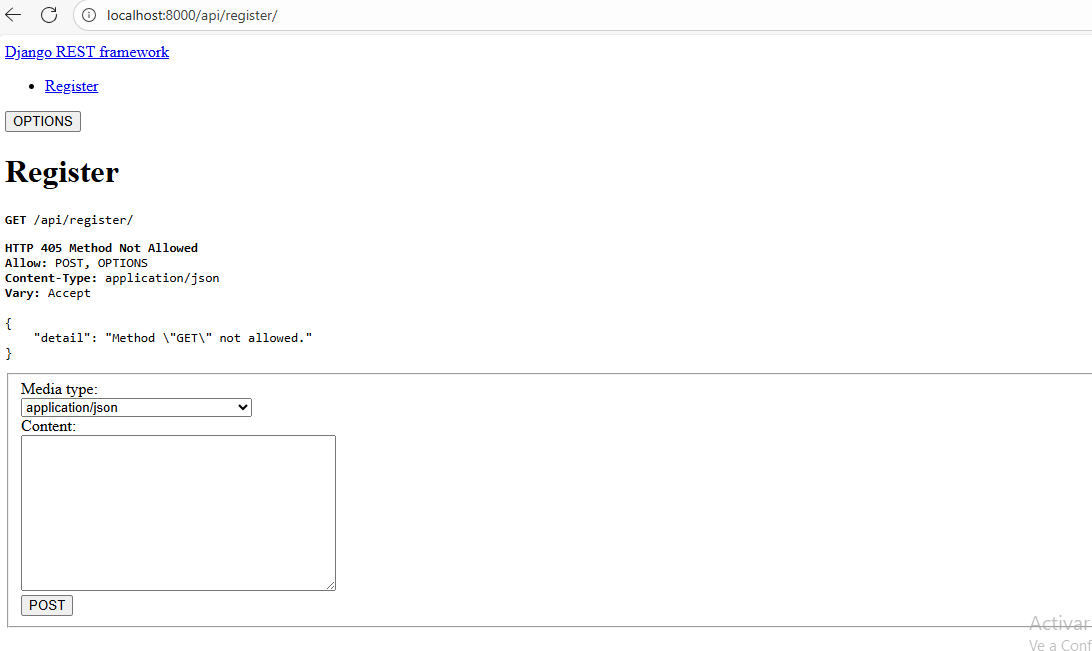 localhost:8000/api/register/
Django REST framework
Register
OPTIONS
Register
GET /api/register/
HTTP 405 Method Not Allowed
Allow: POST, OPTIONS
Content-Type: application/json
Vary: Accept
{
    "detail": "Method \"GET\" not allowed."
}
Media type:
application/json
Content:
POST
Activar
Ve a Conf